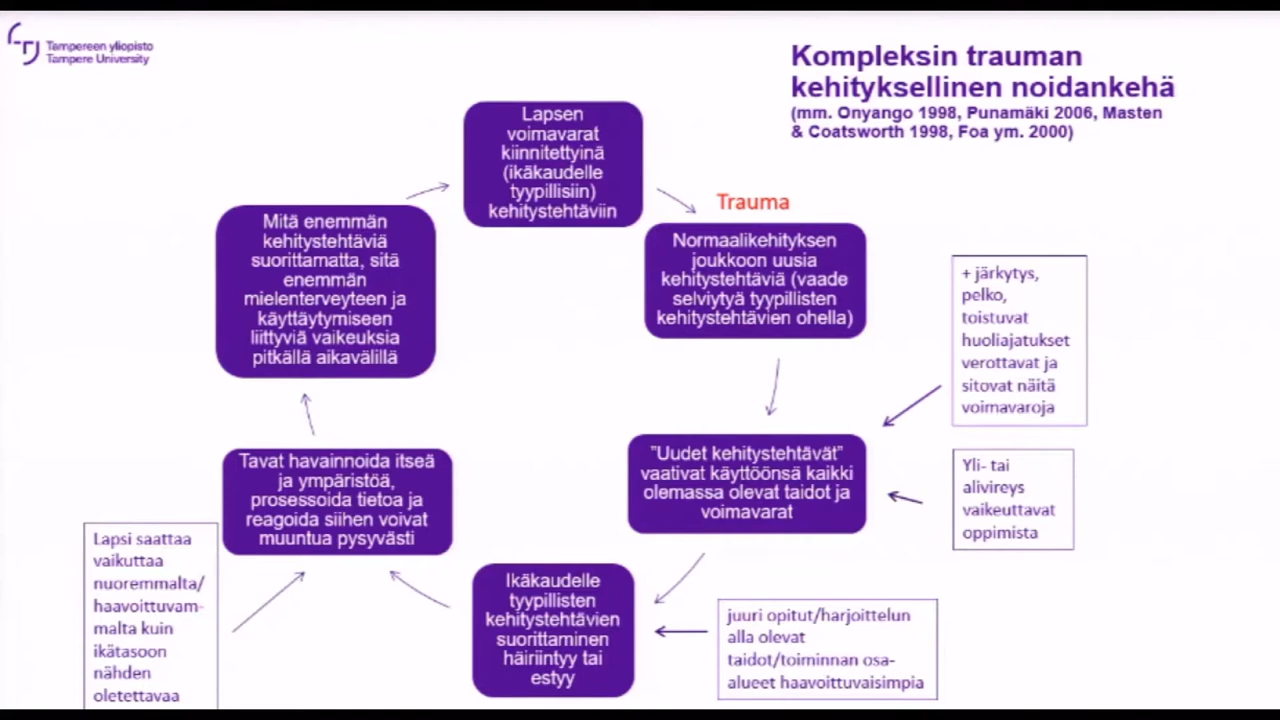 Tampereen yliopisto
Tampere University
Kompleksin trauman
kehityksellinen noidankehä
(mm. Onyango 1998, Punamäki 2006, Masten
& Coatsworth 1998, Foa ym. 2000)
Lapsen
voimavarat
kiinnitettyinä
(ikäkaudelle
tyypillisiin)
kehitystehtäviin
Trauma
Normaalikehityksen
joukkoon uusia
kehitystehtäviä (vaade
selviytyä tyypillisten
kehitystehtävien ohella)
+ järkytys,
pelko,
toistuvat
huoliajatukset
verottavat ja
sitovat näitä
voimavaroja
"Uudet kehitystehtävät"
vaativat käyttöönsä kaikki
olemassa olevat taidot ja
voimavarat
Yli- tai
alivireys
vaikeuttavat
oppimista
Ikäkaudelle
tyypillisten
kehitystehtävien
suorittaminen
häiriintyy tai
estyy
juuri opitut/harjoittelun
alla olevat
taidot/toiminnan osa-
alueet haavoittuvaisimpia
Tavat havainnoida itseä
ja ympäristöä,
prosessoida tietoa ja
reagoida siihen voivat
muuntua pysyvästi
Lapsi saattaa
vaikuttaa
nuoremmalta/
haavoittuvam-
malta kuin
ikätasoon
nähden
oletettavaa
Mitä enemmän
kehitystehtäviä
suorittamatta, sitä
enemmän
mielenterveyteen ja
käyttäytymiseen
liittyviä vaikeuksia
pitkällä aikavälillä